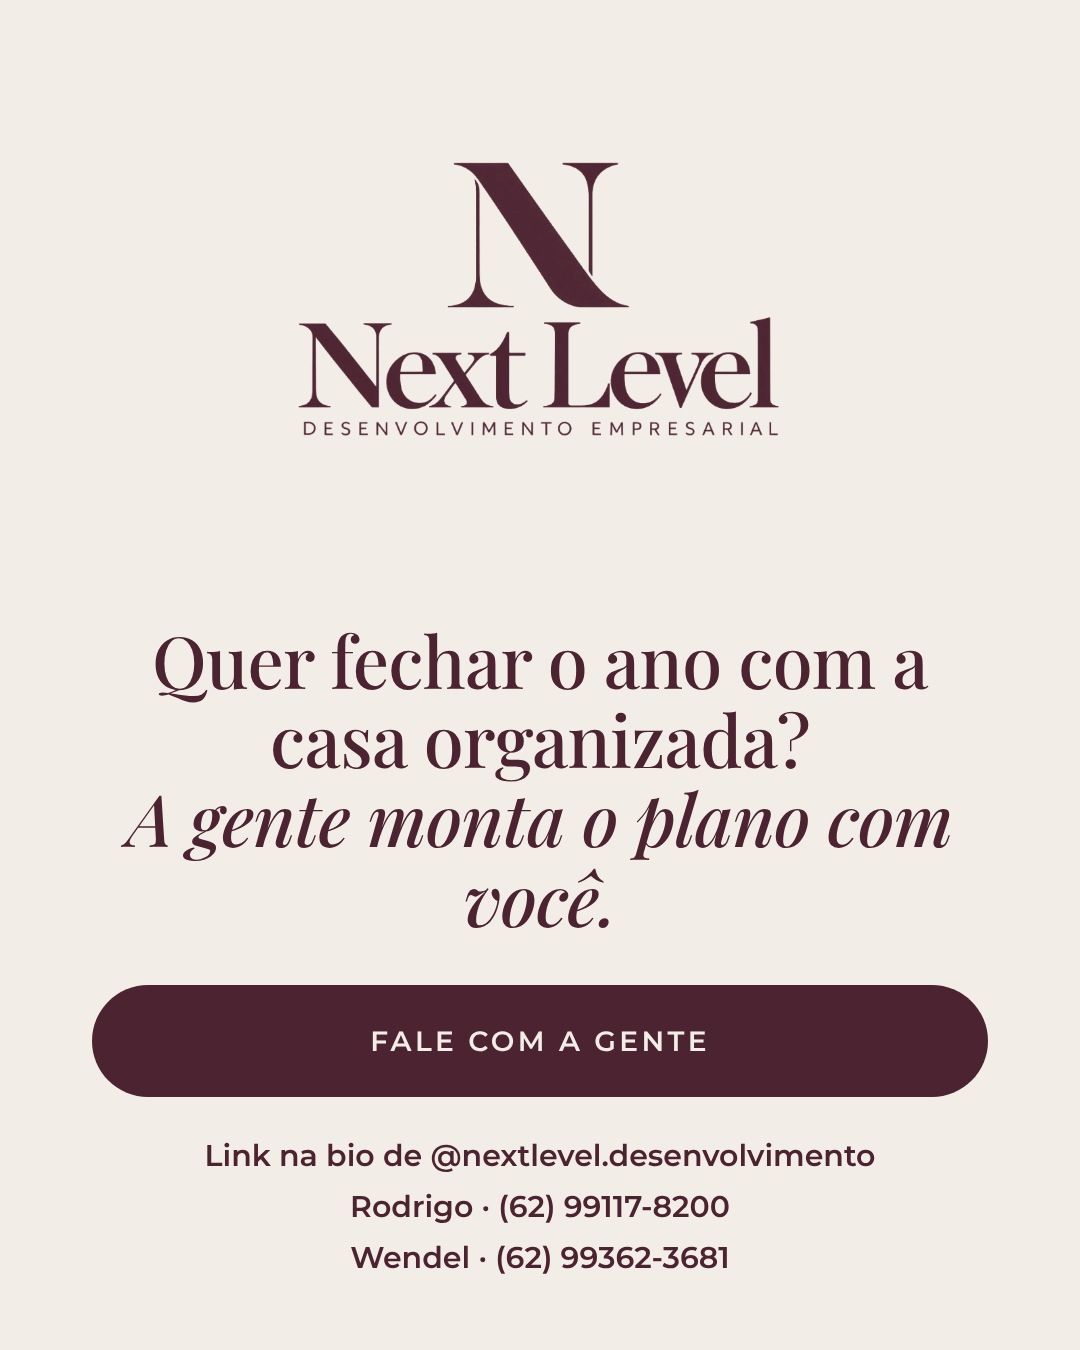 N
Next Level
DESENVOLVIMENTO EMPRESARIAL
Quer fechar o ano com a
casa organizada?
A gente monta o plano com
você.
FALE COM A GENTE
Link na bio de @nextlevel.desenvolvimento
Rodrigo · (62) 99117-8200
Wendel · (62) 99362-3681